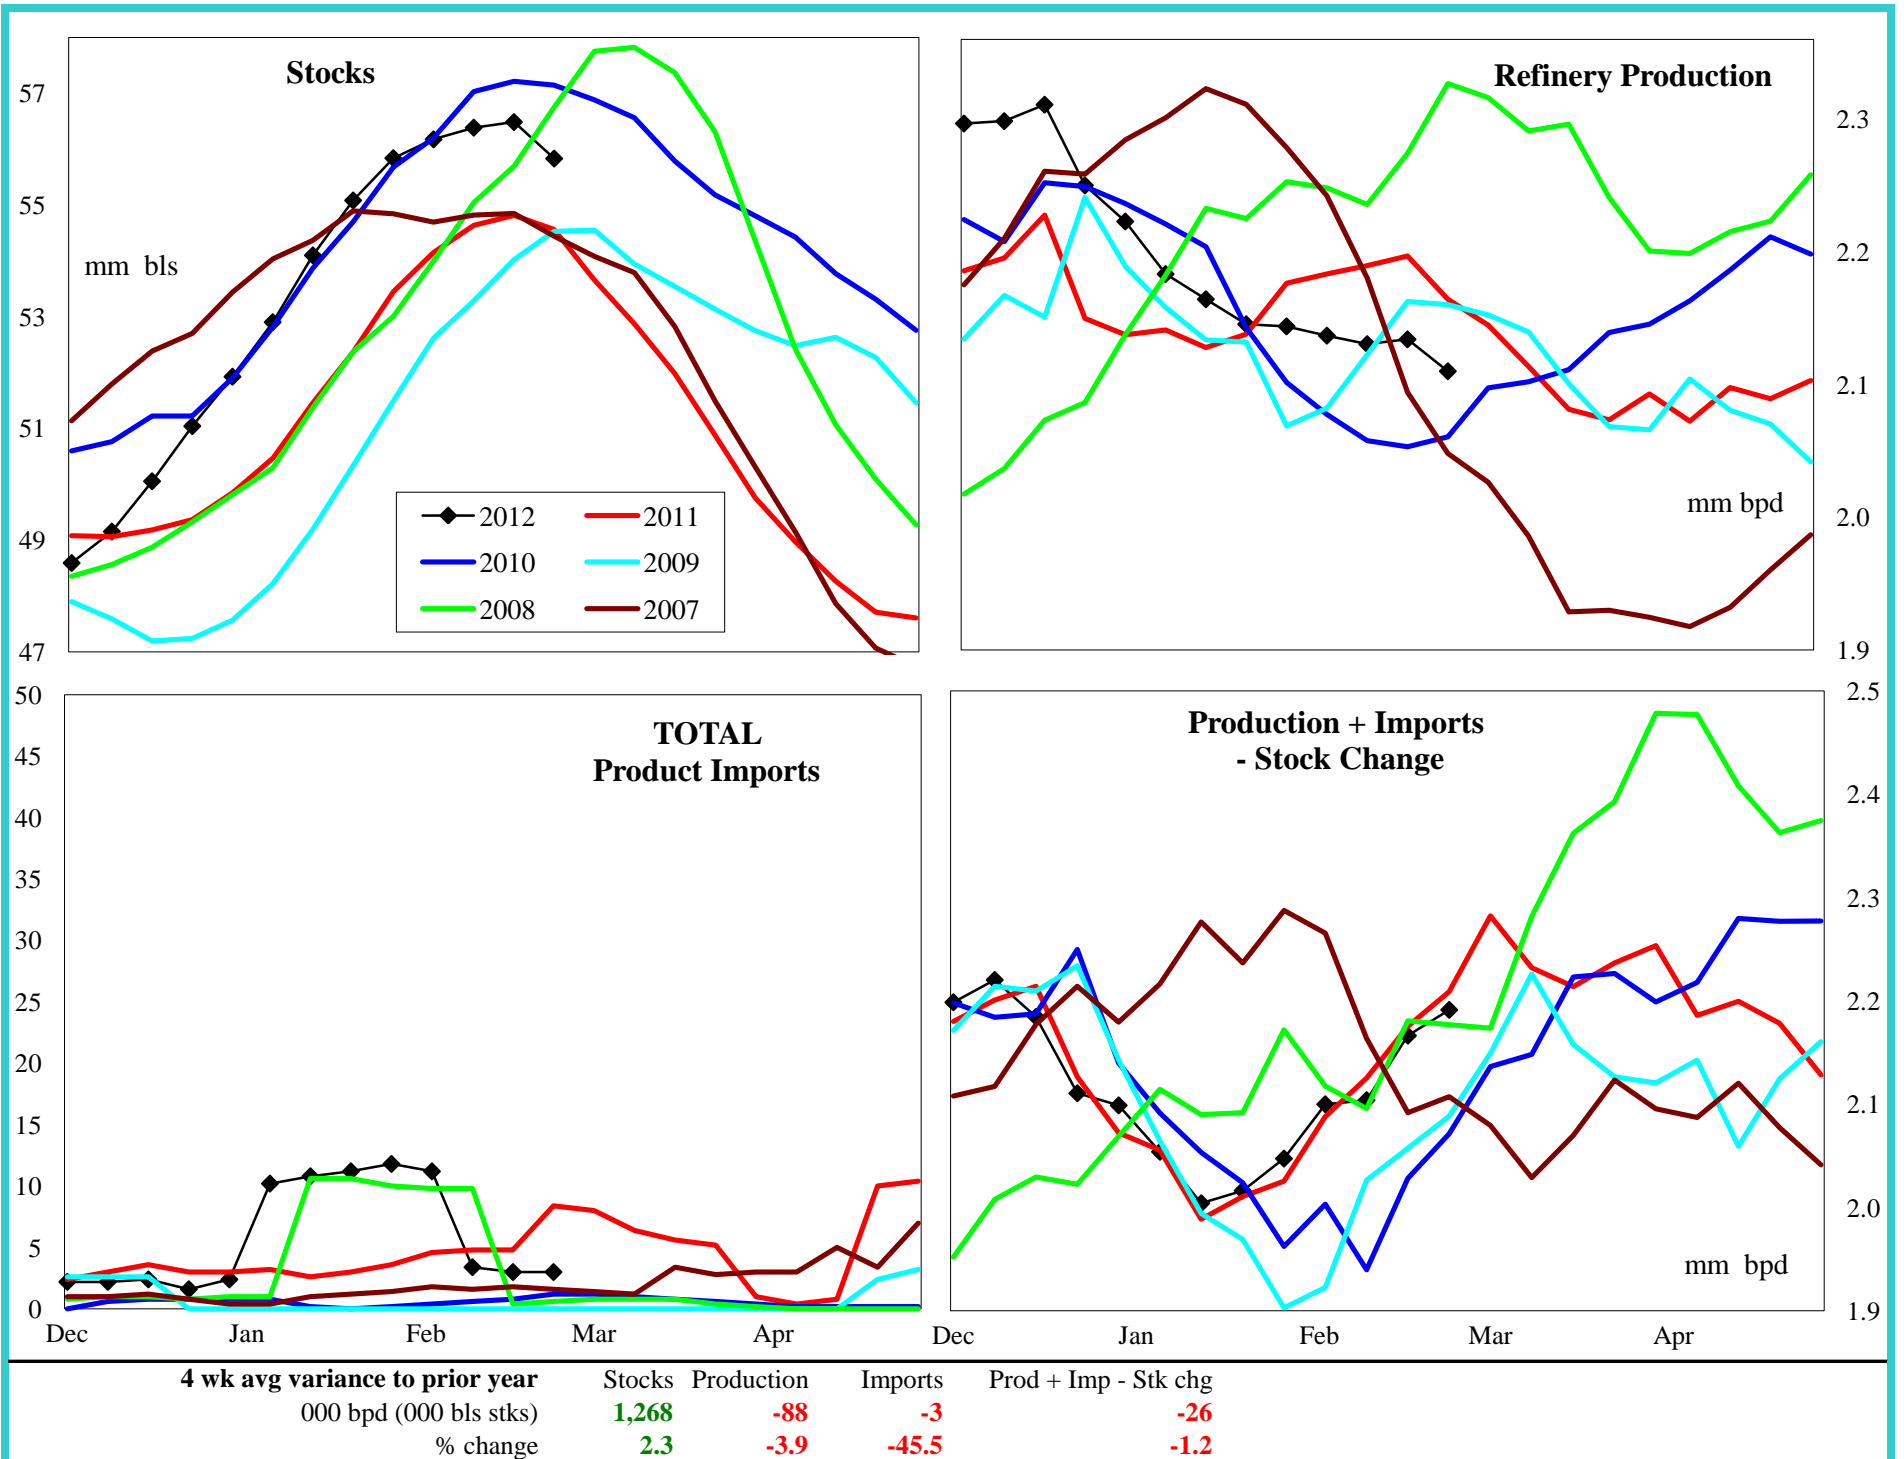 Stocks
57
55
53
51
49
47
mm bls
2012 2011
2010 2009
2008 2007
Refinery Production
2.3
2.2
2.1
2.0
1.9
mm bpd
TOTAL
Product Imports
50
45
40
35
30
25
20
15
10
5
0
Dec Jan Feb Mar Apr
Production + Imports
- Stock Change
2.5
2.4
2.3
2.2
2.1
2.0
1.9
mm bpd
Dec Jan Feb Mar Apr
4 wk avg variance to prior year Stocks Production Imports Prod + Imp - Stk chg
000 bpd (000 bls stks) 1,268 -88 -3 -26
% change 2.3 -3.9 -45.5 -1.2